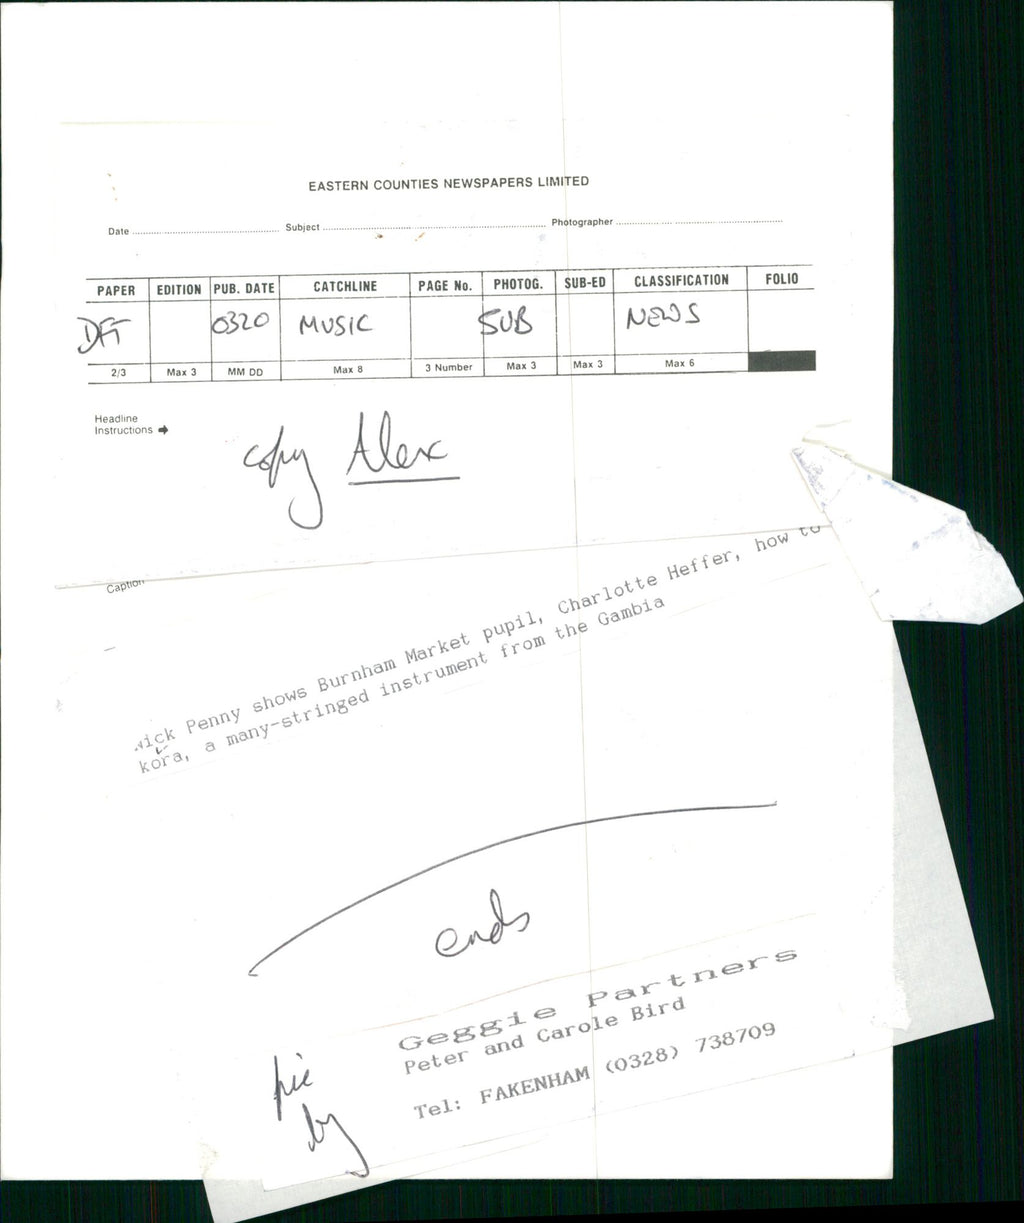 EASTERN COUNTIES NEWSPAPERS LIMITED
Date Subject Photographer
PAPER EDITION PUB. DATE CATCHLINE PAGE No. PHOTOG. SUB-ED CLASSIFICATION FOLIO
DFT 0320 MUSIC SUB NEWS
2/3 Max 3 MM DD Max 8 3 Number Max 3 Max 3 Max 6
Headline
Instructions
copy Alex
Caption
Nick Penny shows Burnham Market pupil, Charlotte Heffer, how to
kora, a many-stringed instrument from the Gambia
ends
Geggie Partners
Peter and Carole Bird
Tel: FAKENHAM (0328) 738709
pic
by